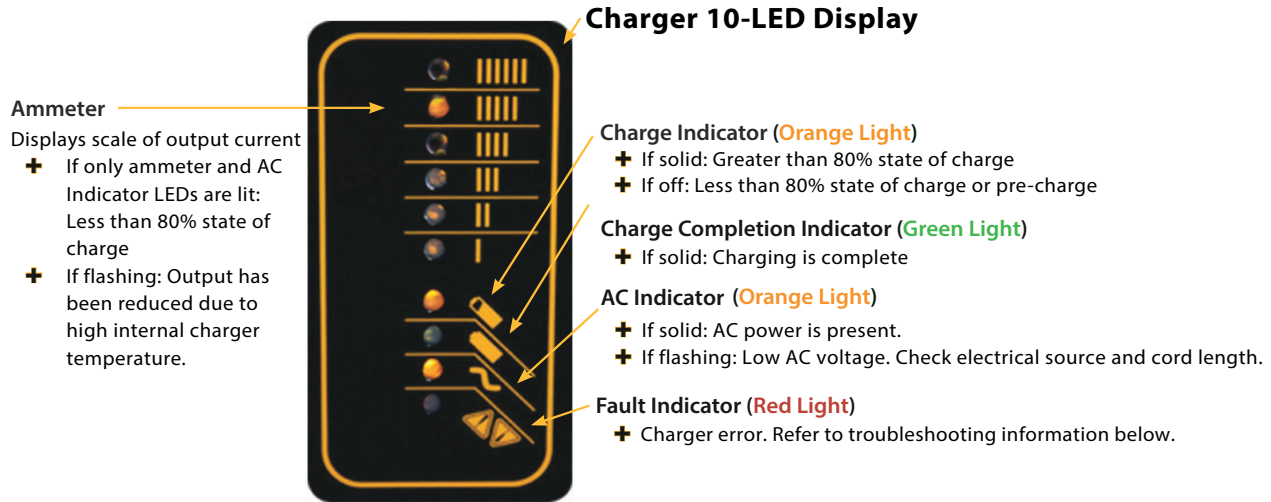 Charger 10-LED Display
Ammeter
Displays scale of output current
✚ If only ammeter and AC
Indicator LEDs are lit:
Less than 80% state of
charge
✚ If flashing: Output has
been reduced due to
high internal charger
temperature.
Charge Indicator (Orange Light)
✚ If solid: Greater than 80% state of charge
✚ If off: Less than 80% state of charge or pre-charge
Charge Completion Indicator (Green Light)
✚ If solid: Charging is complete
AC Indicator (Orange Light)
✚ If solid: AC power is present.
✚ If flashing: Low AC voltage. Check electrical source and cord length.
Fault Indicator (Red Light)
✚ Charger error. Refer to troubleshooting information below.